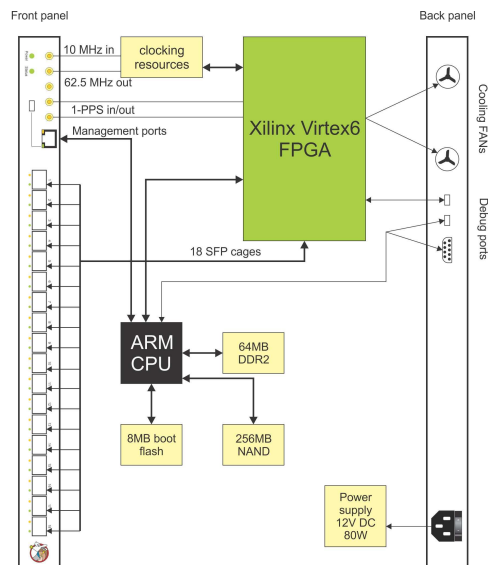 Front panel
Back panel
10 MHz in
clocking
resources
62.5 MHz out
1-PPS in/out
Management ports
Xilinx Virtex6
FPGA
Cooling FANs
Debug ports
18 SFP cages
ARM
CPU
64MB
DDR2
8MB boot
flash
256MB
NAND
Power
supply
12V DC
80W